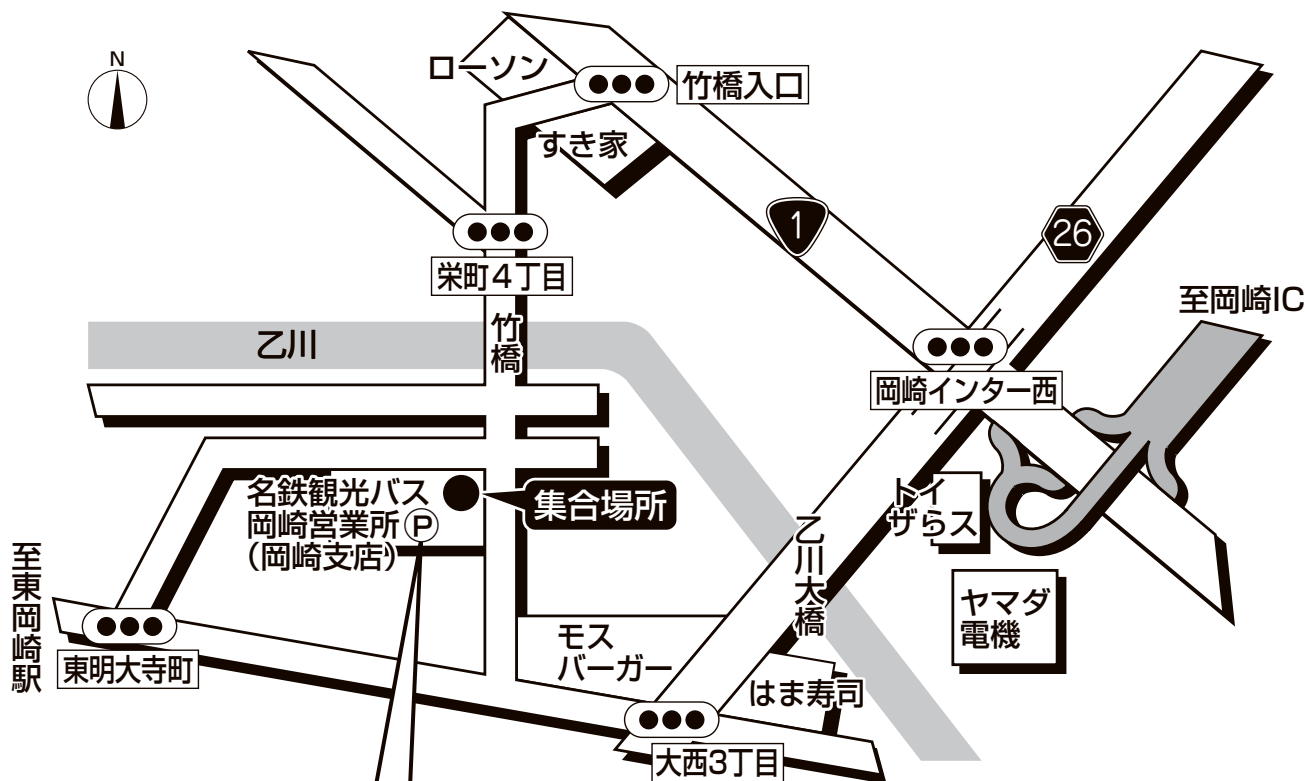 N
ローソン
竹橋入口
すき家
1
26
栄町4丁目
至岡崎IC
竹橋
乙川
岡崎インター西
トイ
ザらス
名鉄観光バス
岡崎営業所 P
(岡崎支店)
集合場所
乙川大橋
至東岡崎駅
ヤマダ
電機
モス
バーガー
東明大寺町
はま寿司
大西3丁目